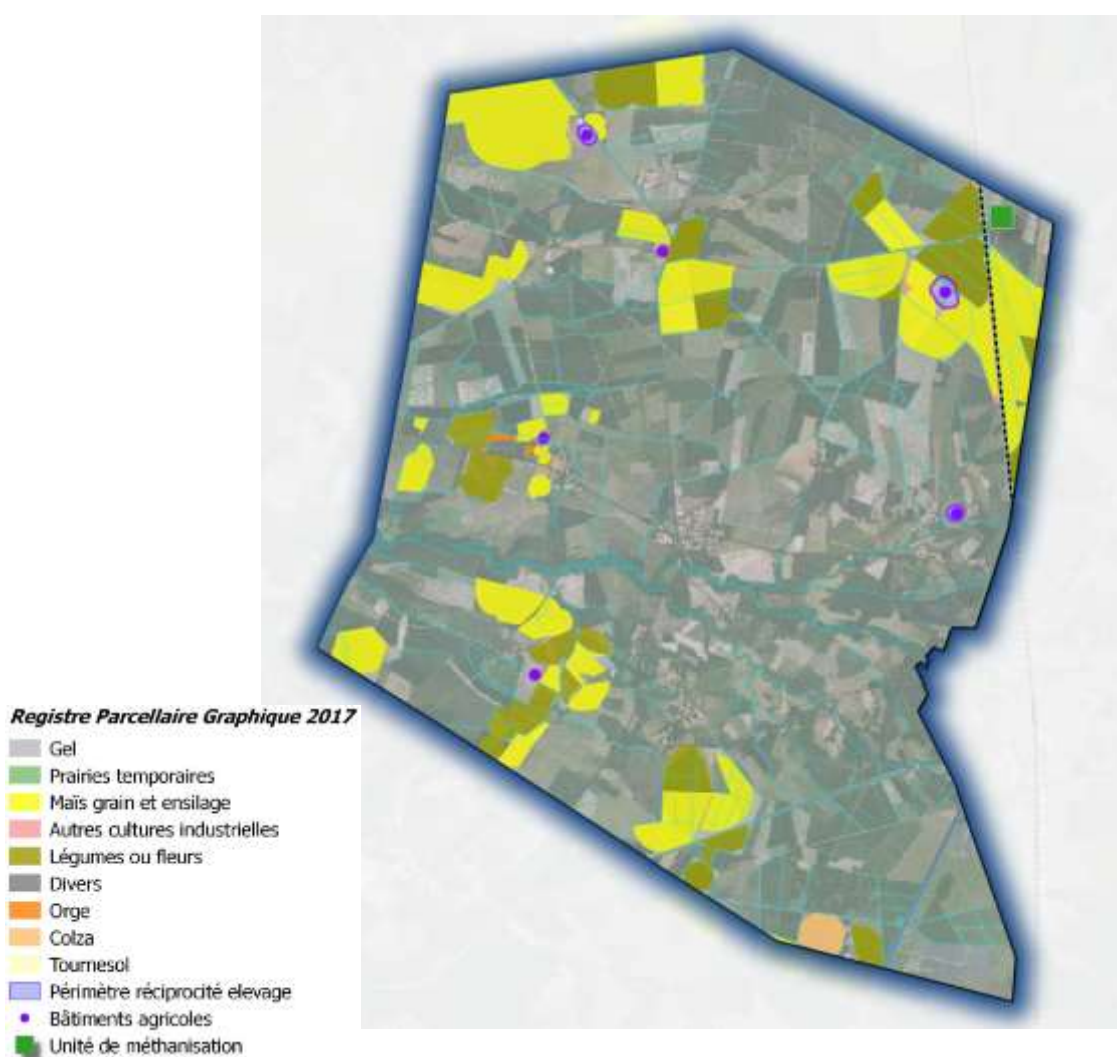 Registre Parcellaire Graphique 2017
Gel
Prairies temporaires
Maïs grain et ensilage
Autres cultures industrielles
Légumes ou fleurs
Divers
Orge
Colza
Tournesol
Périmètre réciprocité elevage
Bâtiments agricoles
Unité de méthanisation